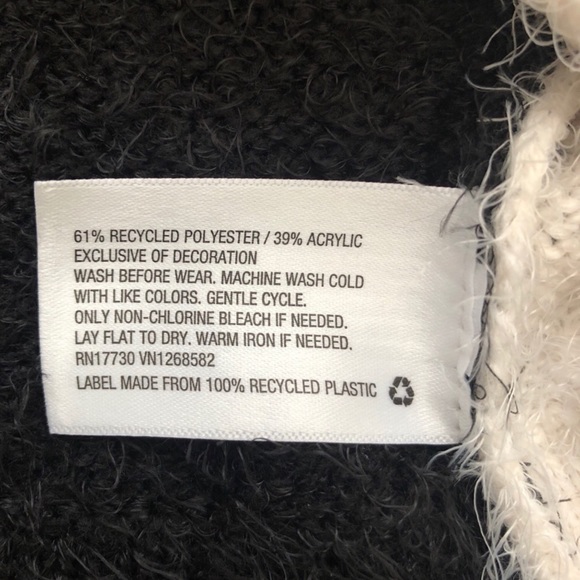 61% RECYCLED POLYESTER / 39% ACRYLIC
EXCLUSIVE OF DECORATION
WASH BEFORE WEAR. MACHINE WASH COLD
WITH LIKE COLORS. GENTLE CYCLE.
ONLY NON-CHLORINE BLEACH IF NEEDED.
LAY FLAT TO DRY. WARM IRON IF NEEDED.
RN17730 VN1268582
LABEL MADE FROM 100% RECYCLED PLASTIC